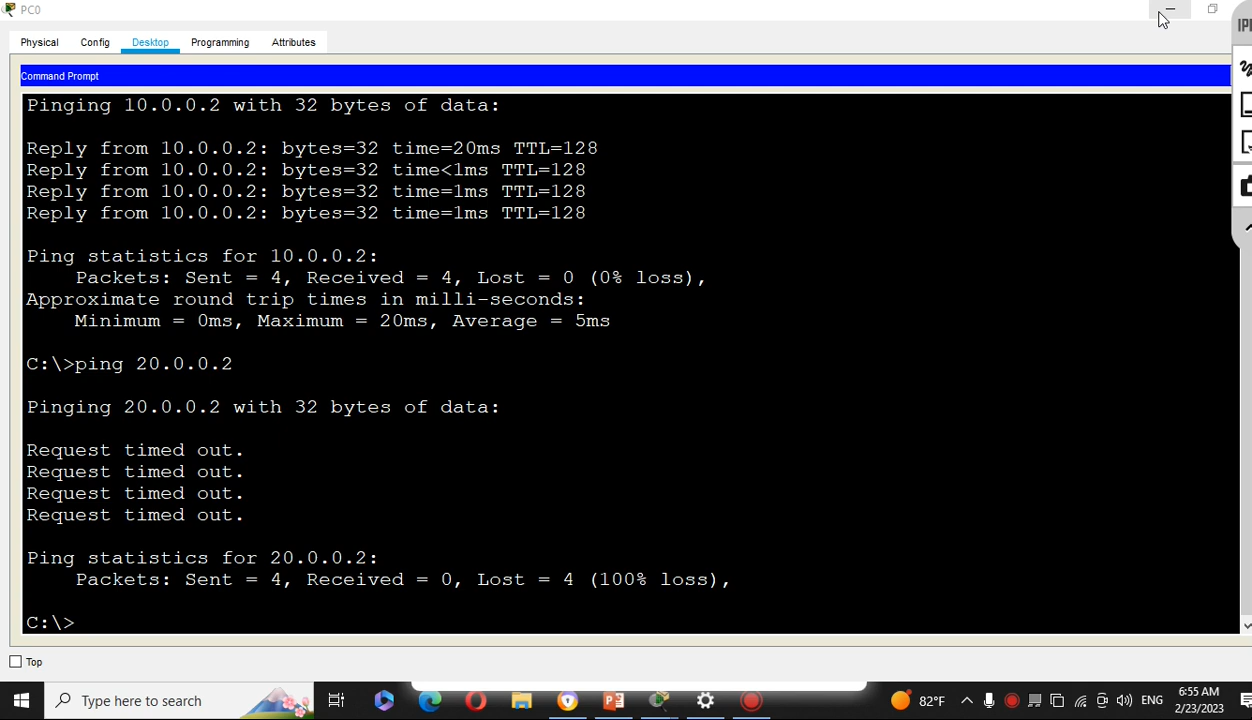 PC0
Physical Config Desktop Programming Attributes
Command Prompt
Pinging 10.0.0.2 with 32 bytes of data:
Reply from 10.0.0.2: bytes=32 time=20ms TTL=128
Reply from 10.0.0.2: bytes=32 time<1ms TTL=128
Reply from 10.0.0.2: bytes=32 time=1ms TTL=128
Reply from 10.0.0.2: bytes=32 time=1ms TTL=128
Ping statistics for 10.0.0.2:
Packets: Sent = 4, Received = 4, Lost = 0 (0% loss),
Approximate round trip times in milli-seconds:
Minimum = 0ms, Maximum = 20ms, Average = 5ms
C:\>ping 20.0.0.2
Pinging 20.0.0.2 with 32 bytes of data:
Request timed out.
Request timed out.
Request timed out.
Request timed out.
Ping statistics for 20.0.0.2:
Packets: Sent = 4, Received = 0, Lost = 4 (100% loss),
C:\>
Top
Type here to search
82°F
ENG
6:55 AM
2/23/2023